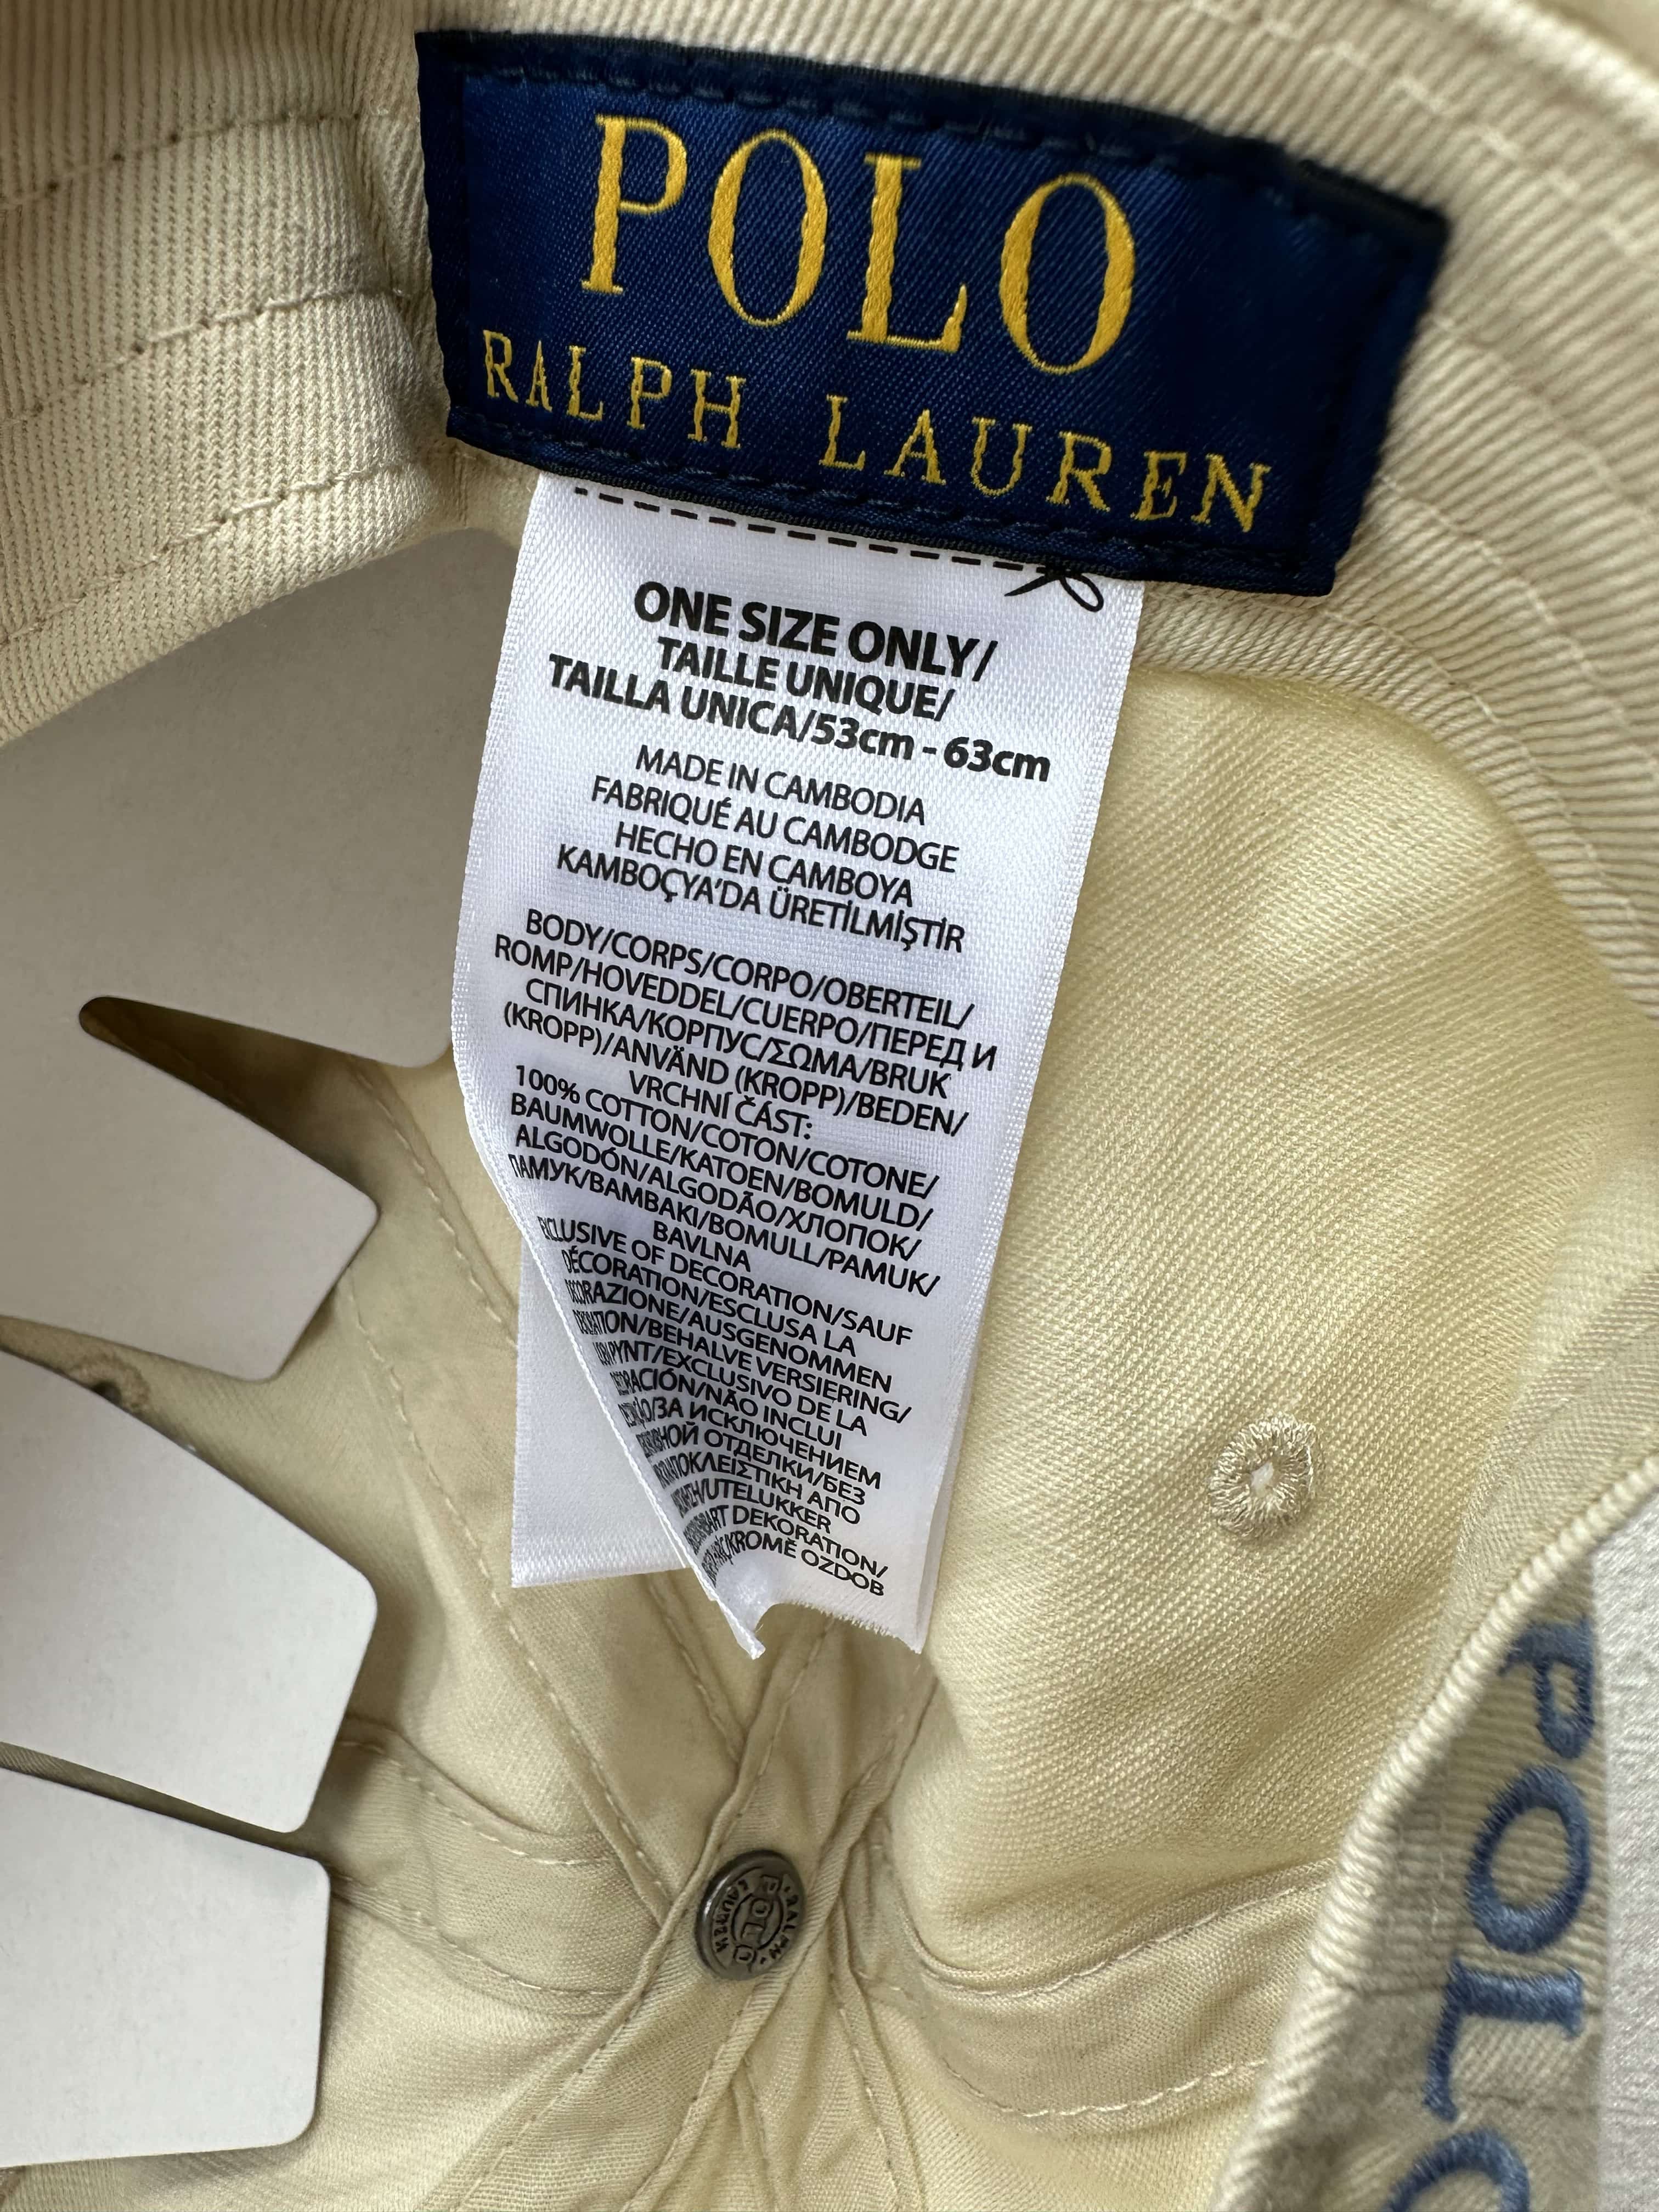 POLO
RALPH LAUREN
ONE SIZE ONLY/
TAILLE UNIQUE/
TAILLA UNICA/53cm - 63cm
MADE IN CAMBODIA
FABRIQUÉ AU CAMBODGE
HECHO EN CAMBOYA
KAMBOÇYA'DA ÜRETİLMİŞTİR
BODY/CORPS/CORPO/OBERTEIL/
ROMP/HOVEDDEL/CUERPO/ПЕРЕД И
СПИНКА/КОРПУС/ΣΩΜΑ/BRUK
(KROPP)/ANVÄND (KROPP)/BEDEN/
VRCHNÍ ČÁST:
100% COTTON/COTON/COTONE/
BAUMWOLLE/KATOEN/BOMULD/
ALGODÓN/ALGODÃO/ХЛОПОК/
ПАМУК/BAMBAKI/BOMULL/PAMUK/
BAVLNA
EXCLUSIVE OF DECORATION/SAUF
DÉCORATION/ESCLUSA LA
DECORAZIONE/AUSGENOMMEN
/BEHALVE VERSIERING/
/EXCLUSIVO DE LA
/NÃO INCLUI
/ЗА ИСКЛЮЧЕНИЕМ
ОТДЕЛКИ/БЕЗ
ΑΠΟ
/UTELUKKER
DEKORATION/
/KROMĚ OZDOB
POLO
RALPH
LAUREN
POLO